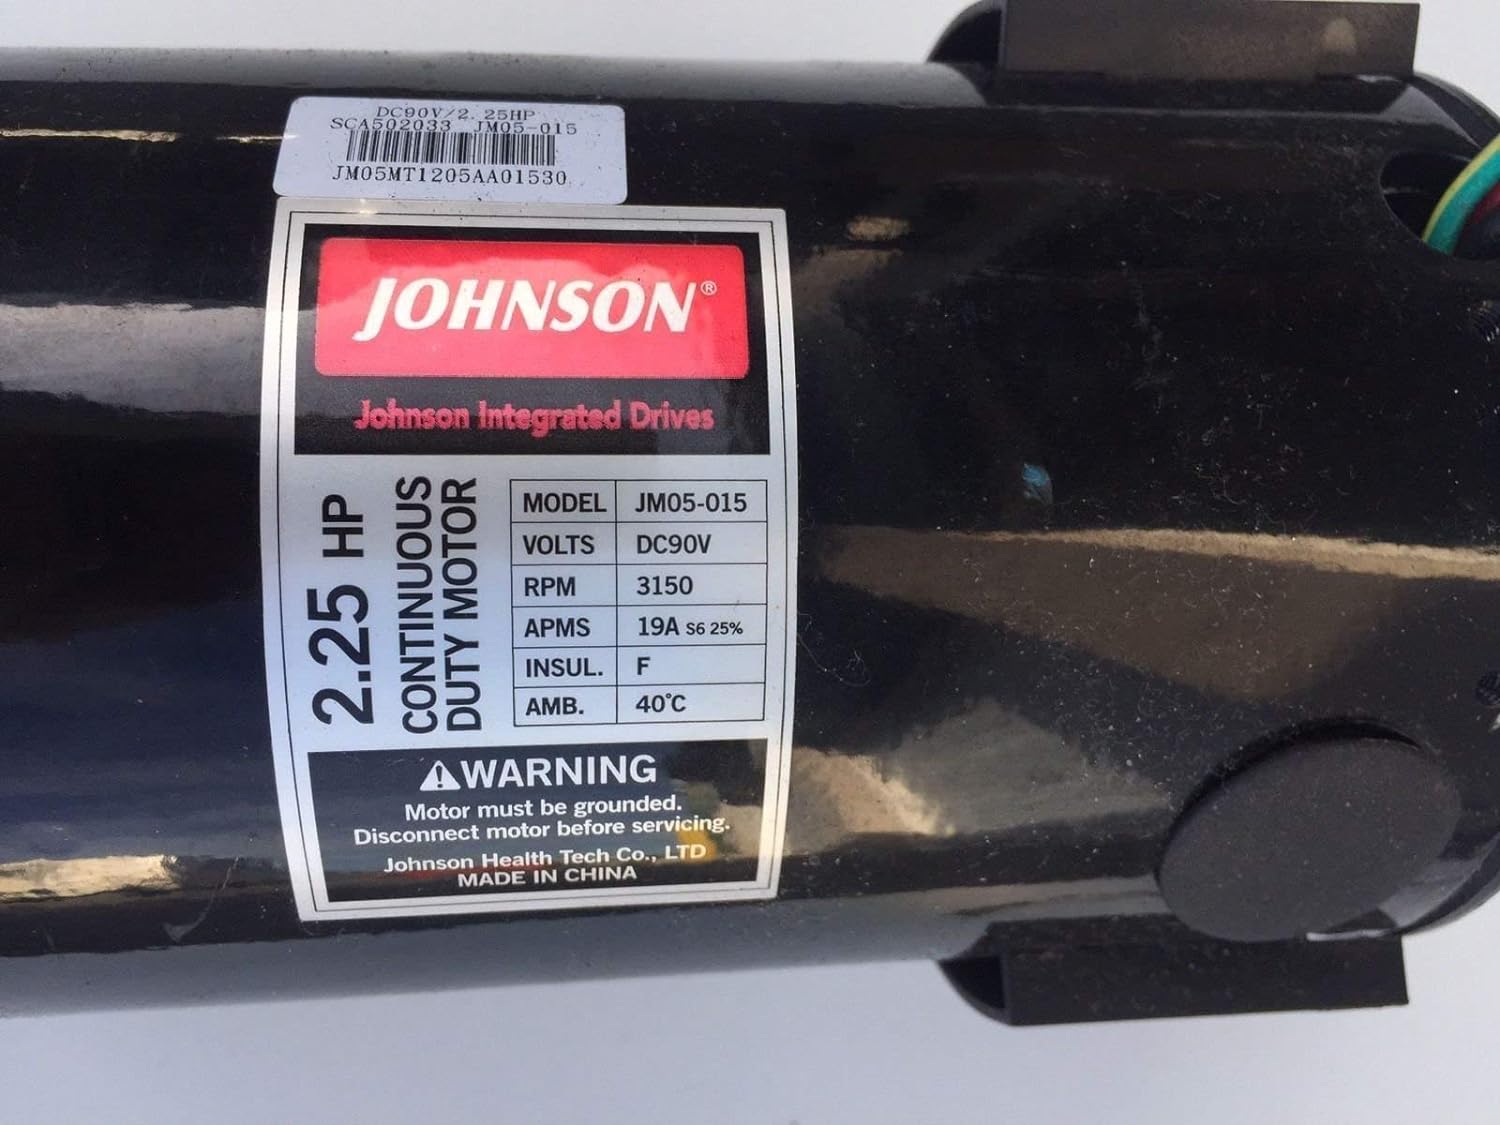 DC90V/2.25HP
SCA502033 JM05-015
JM05MT1205AA01530
JOHNSON®
Johnson Integrated Drives
2.25 HP
CONTINUOUS
DUTY MOTOR
MODEL JM05-015
VOLTS DC90V
RPM 3150
APMS 19A S6 25%
INSUL. F
AMB. 40°C
WARNING
Motor must be grounded.
Disconnect motor before servicing.
Johnson Health Tech Co., LTD
MADE IN CHINA